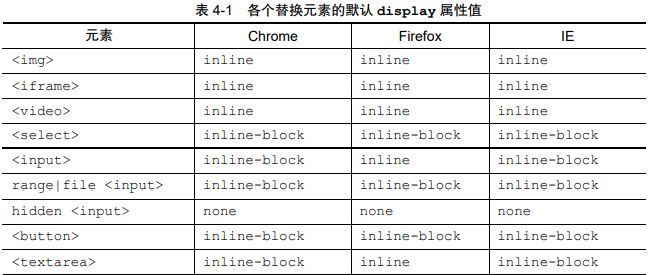 表 4-1 各个替换元素的默认 display 属性值
元素 Chrome Firefox IE
<img> inline inline inline
<iframe> inline inline inline
<video> inline inline inline
<select> inline-block inline-block inline-block
<input> inline-block inline inline-block
range|file <input> inline-block inline-block inline-block
hidden <input> none none none
<button> inline-block inline-block inline-block
<textarea> inline-block inline inline-block